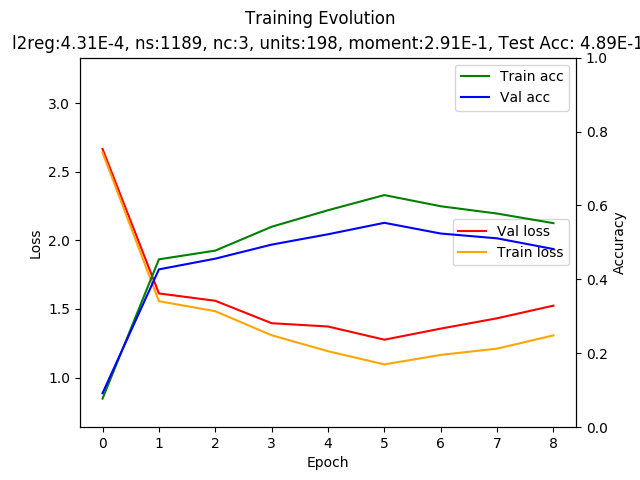 Training Evolution
l2reg:4.31E-4, ns:1189, nc:3, units:198, moment:2.91E-1, Test Acc: 4.89E-1
Train acc
Val acc
Val loss
Train loss
Loss
3.0
2.5
2.0
1.5
1.0
1.0
0.8
0.6
0.4
0.2
0.0
Accuracy
0 1 2 3 4 5 6 7 8
Epoch